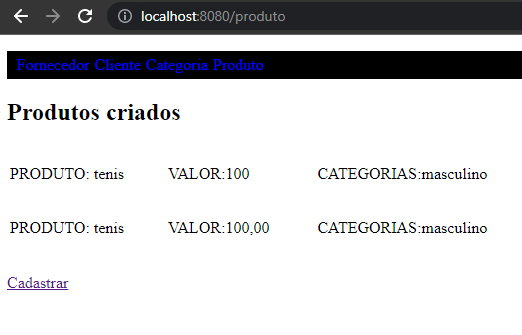 localhost:8080/produto
Fornecedor Cliente Categoria Produto
Produtos criados
PRODUTO: tenis VALOR:100 CATEGORIAS:masculino
PRODUTO: tenis VALOR:100,00 CATEGORIAS:masculino
Cadastrar